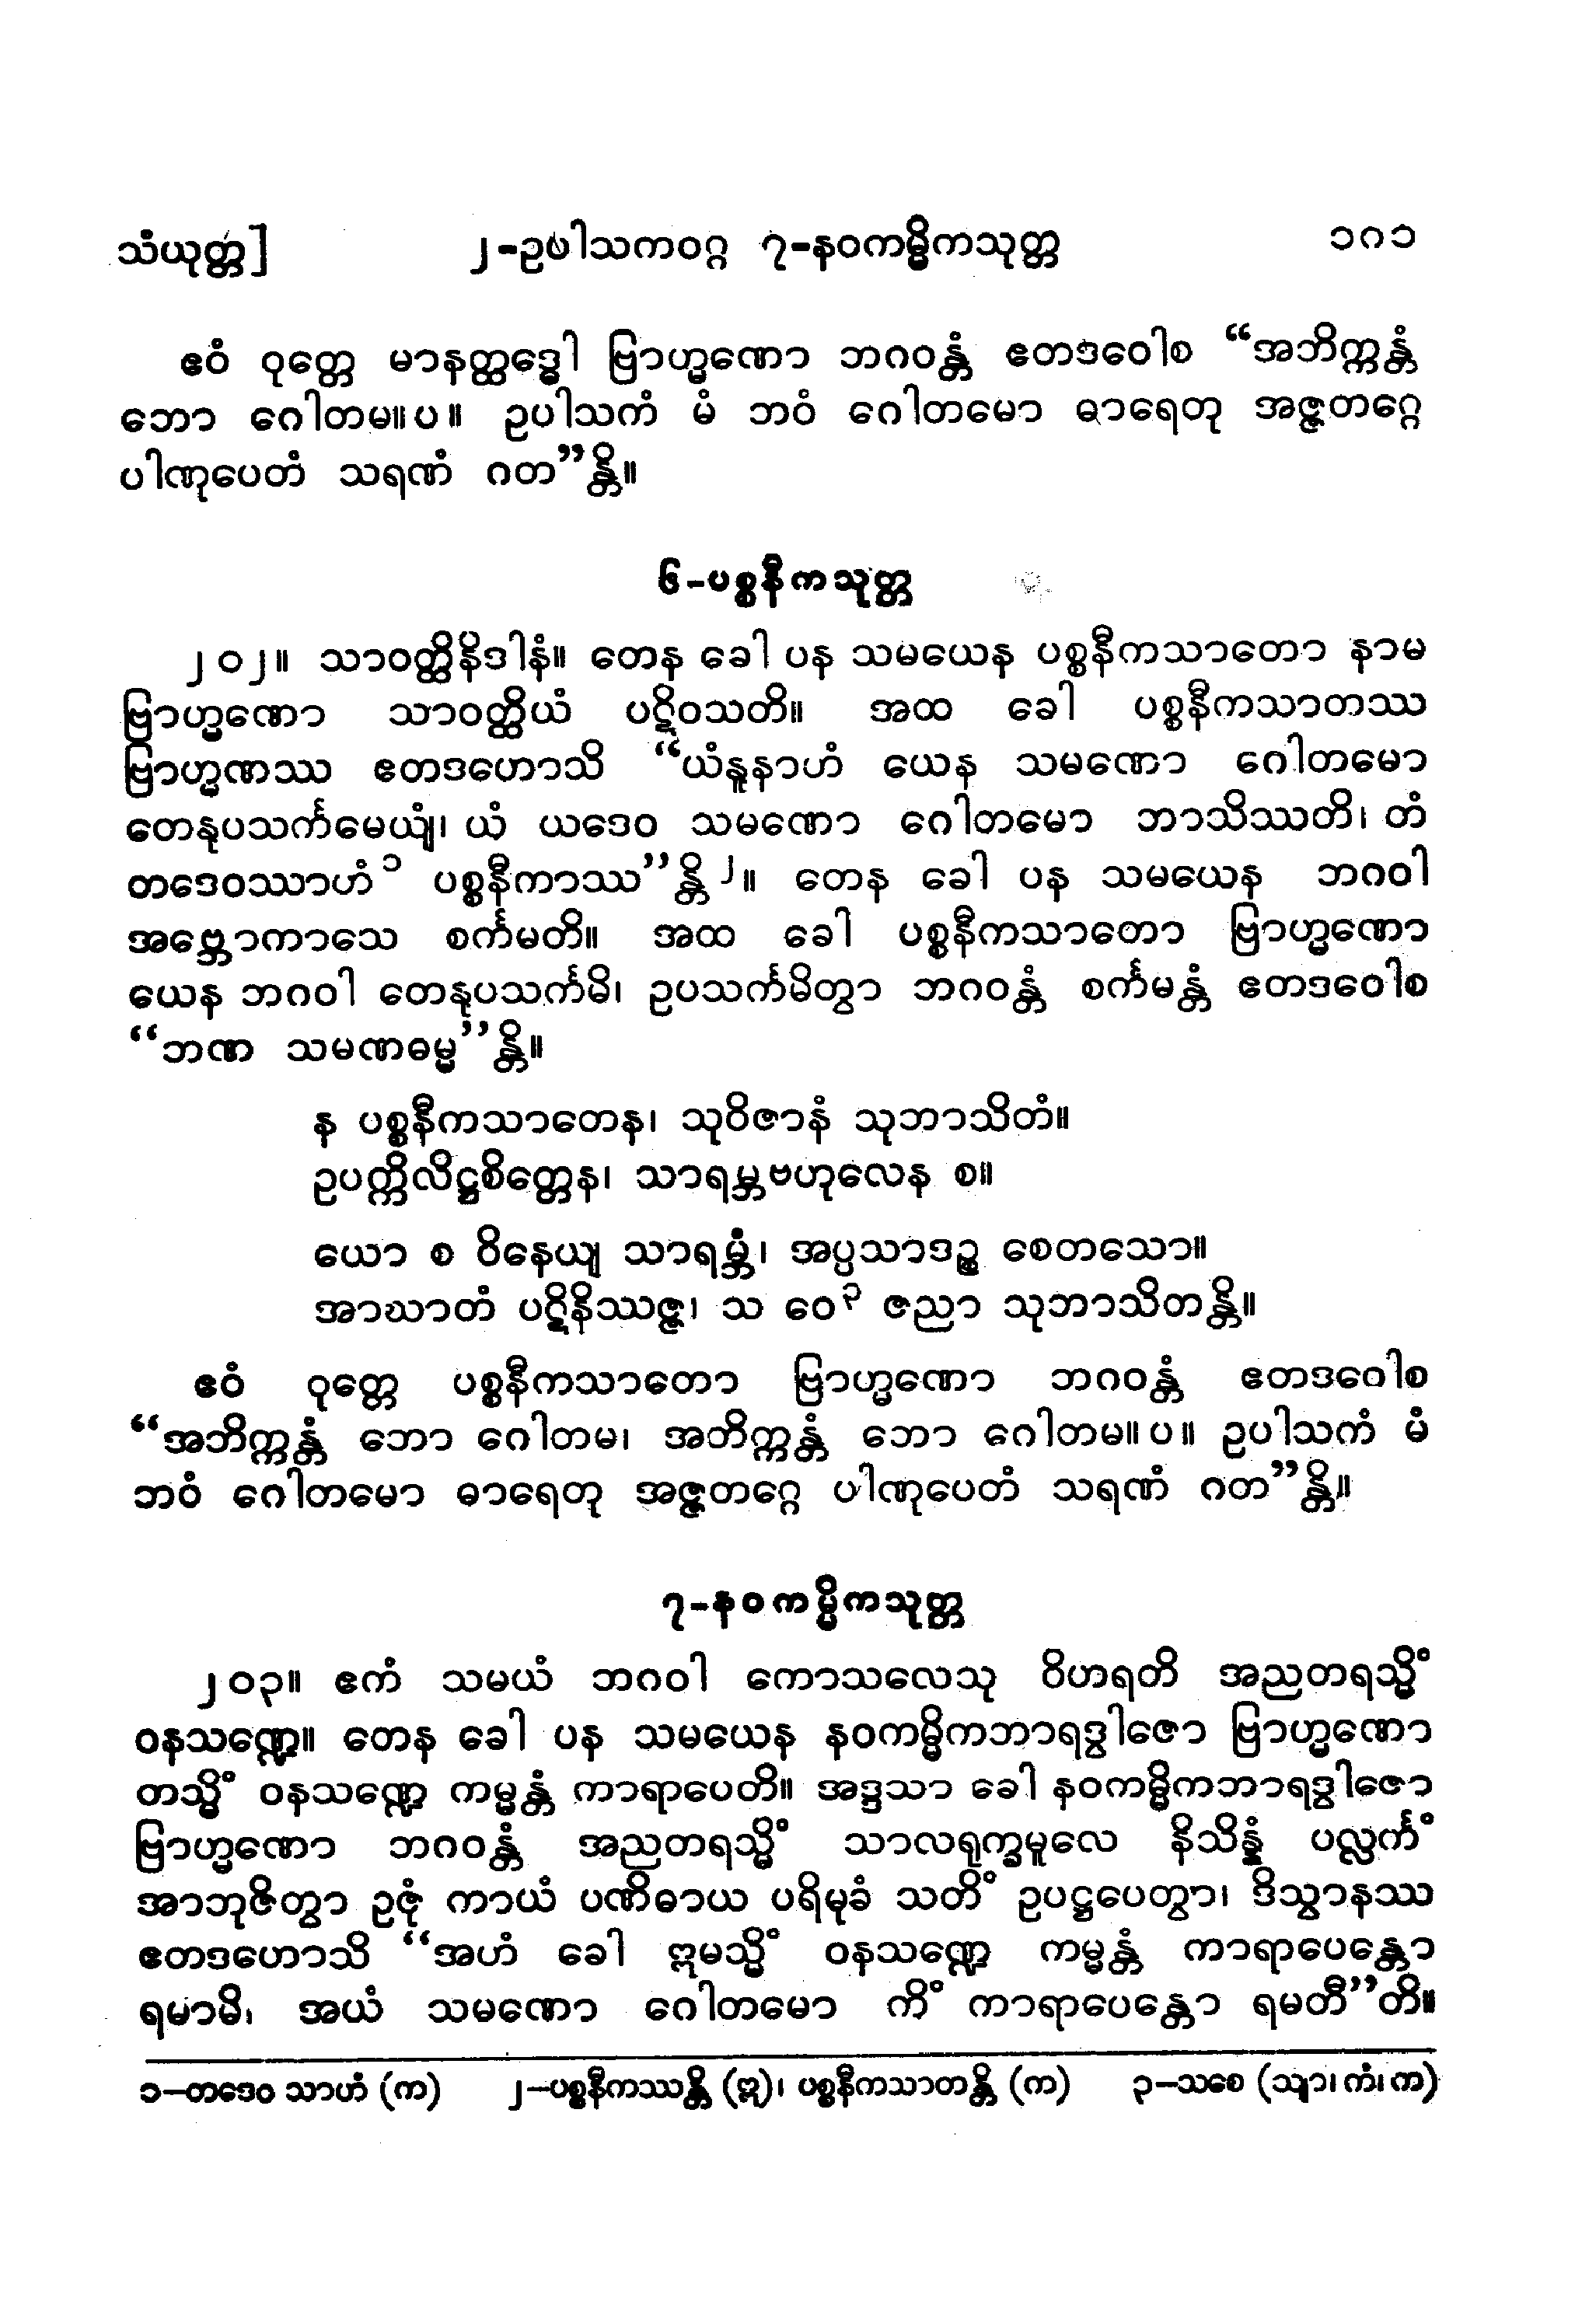 သံယုတ္တ] ၂-ဥပါသကဝဂ္ဂ ၇-နဝကမ္မိကသုတ္တ ၁၈၁
ဧဝံ ဝုတ္တေ မာနတ္ထဒ္ဓေါ ဗြာဟ္မဏော ဘဂဝန္တံ ဧတဒဝေါစ “အဘိက္ကန္တံ
ဘော ဂေါတမ။ပ။ ဥပါသကံ မံ ဘဝံ ဂေါတမော ဓာရေတု အဇ္ဇတဂ္ဂေ
ပါဏုပေတံ သရဏံ ဂတ”န္တိ။
၆-ပစ္စနီကသုတ္တ
၂၀၂။ သာဝတ္ထိနိဒါနံ။ တေန ခေါ ပန သမယေန ပစ္စနီကသာတော နာမ
ဗြာဟ္မဏော သာဝတ္ထိယံ ပဋိဝသတိ။ အထ ခေါ ပစ္စနီကသာတဿ
ဗြာဟ္မဏဿ ဧတဒဟောသိ “ယံနူနာဟံ ယေန သမဏော ဂေါတမော
တေနုပသင်္ကမေယျံ၊ ယံ ယဒေဝ သမဏော ဂေါတမော ဘာသိဿတိ၊ တံ
တဒေဝဿာဟံ၁ ပစ္စနီကာဿ”န္တိ၂။ တေန ခေါ ပန သမယေန ဘဂဝါ
အဗ္ဘောကာသေ စင်္ကမတိ။ အထ ခေါ ပစ္စနီကသာတော ဗြာဟ္မဏော
ယေန ဘဂဝါ တေနုပသင်္ကမိ၊ ဥပသင်္ကမိတွာ ဘဂဝန္တံ စင်္ကမန္တံ ဧတဒဝေါစ
“ဘဏ သမဏဓမ္မ”န္တိ။
န ပစ္စနီကသာတေန၊ သုဝိဇာနံ သုဘာသိတံ။
ဥပက္ကိလိဋ္ဌစိတ္တေန၊ သာရမ္ဘဗဟုလေန စ။
ယော စ ဝိနေယျ သာရမ္ဘံ၊ အပ္ပသာဒဉ္စ စေတသော။
အာဃာတံ ပဋိနိဿဇ္ဇ၊ သ ဝေ၃ ဇညာ သုဘာသိတန္တိ။
ဧဝံ ဝုတ္တေ ပစ္စနီကသာတော ဗြာဟ္မဏော ဘဂဝန္တံ ဧတဒဝေါစ
“အဘိက္ကန္တံ ဘော ဂေါတမ၊ အဘိက္ကန္တံ ဘော ဂေါတမ။ပ။ ဥပါသကံ မံ
ဘဝံ ဂေါတမော ဓာရေတု အဇ္ဇတဂ္ဂေ ပါဏုပေတံ သရဏံ ဂတ”န္တိ။
၇-နဝကမ္မိကသုတ္တ
၂၀၃။ ဧကံ သမယံ ဘဂဝါ ကောသလေသု ဝိဟရတိ အညတရသ္မိံ
ဝနသဏ္ဍေ။ တေန ခေါ ပန သမယေန နဝကမ္မိကဘာရဒွါဇော ဗြာဟ္မဏော
တသ္မိံ ဝနသဏ္ဍေ ကမ္မန္တံ ကာရာပေတိ။ အဒ္ဒသာ ခေါ နဝကမ္မိကဘာရဒွါဇော
ဗြာဟ္မဏော ဘဂဝန္တံ အညတရသ္မိံ သာလရုက္ခမူလေ နိသိန္နံ ပလ္လင်္ကံ
အာဘုဇိတွာ ဥဇုံ ကာယံ ပဏိဓာယ ပရိမုခံ သတိံ ဥပဋ္ဌပေတွာ၊ ဒိသွာနဿ
ဧတဒဟောသိ “အဟံ ခေါ ဣမသ္မိံ ဝနသဏ္ဍေ ကမ္မန္တံ ကာရာပေန္တော
ရမာမိ၊ အယံ သမဏော ဂေါတမော ကိံ ကာရာပေန္တော ရမတီ”တိ။
၁-တဒေဝ သာဟံ (က) ၂-ပစ္စနီကဿန္တိ (ဣ)၊ ပစ္စနီကသာတန္တိ (က) ၃-သစေ (သျာ၊ကံ၊က)